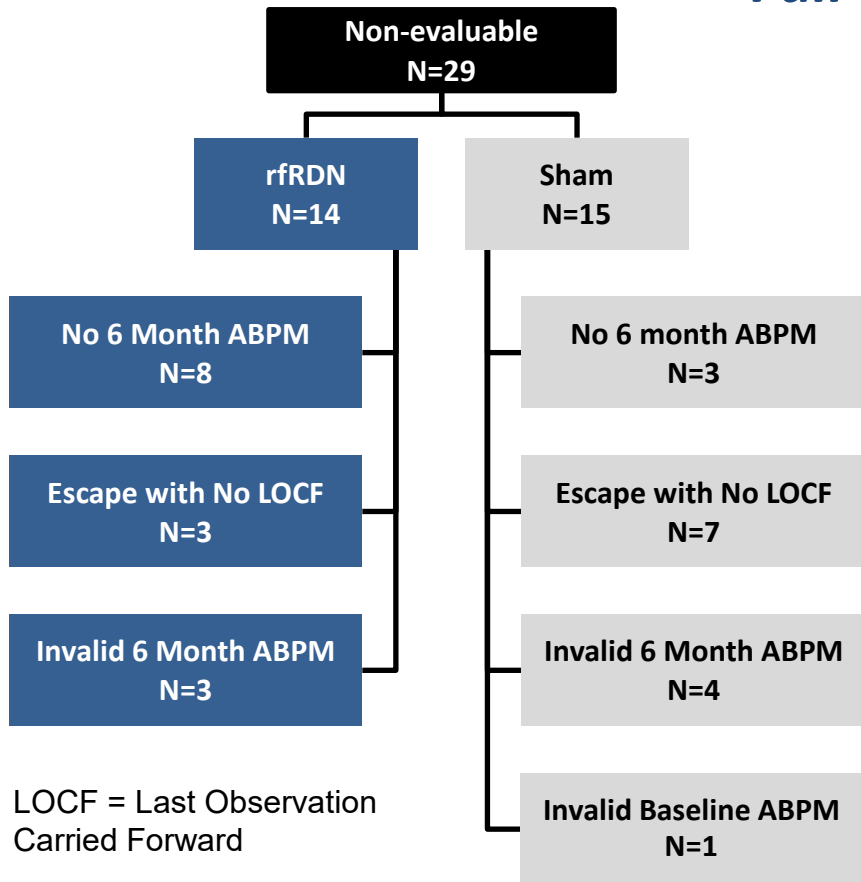 Non-evaluable
N=29
rfRDN
N=14
Sham
N=15
No 6 Month ABPM
N=8
No 6 month ABPM
N=3
Escape with No LOCF
N=3
Escape with No LOCF
N=7
Invalid 6 Month ABPM
N=3
Invalid 6 Month ABPM
N=4
Invalid Baseline ABPM
N=1
LOCF = Last Observation
Carried Forward